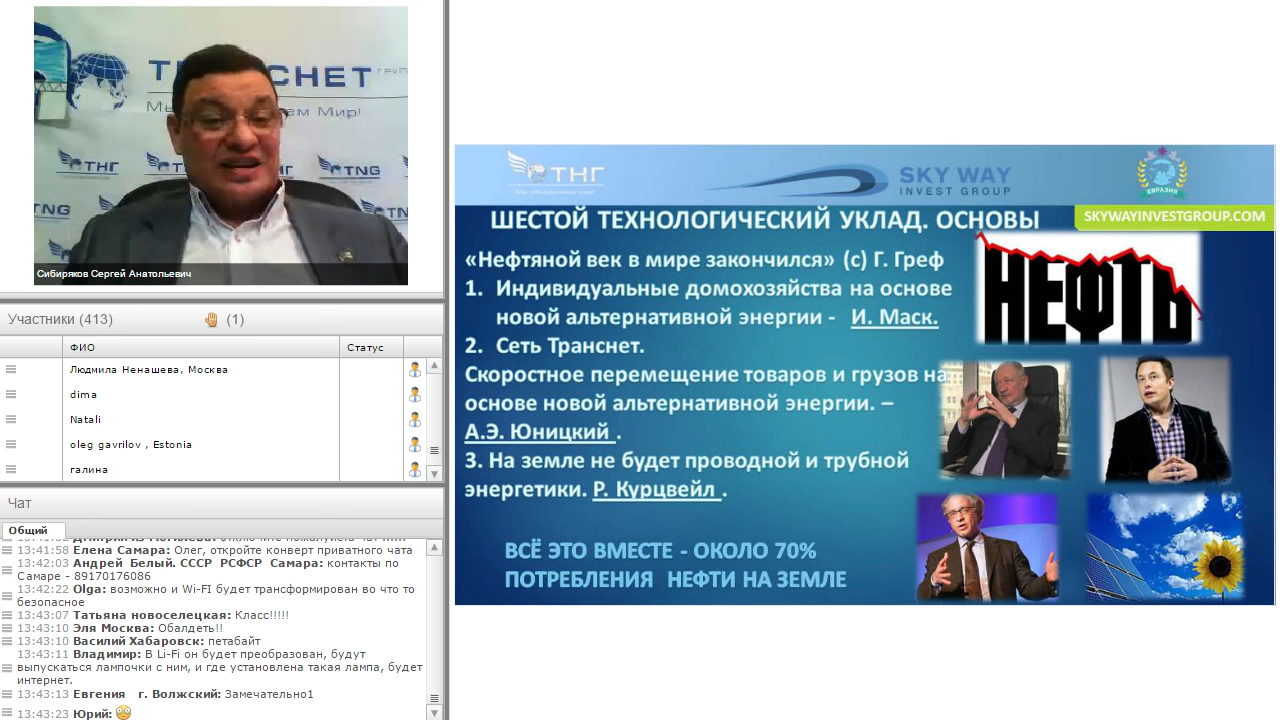 ТНГ
TNG
TNG
Сибиряков Сергей Анатольевич
Участники (413)
(1)
ФИО
Статус
Людмила Ненашева, Москва
dima
Natali
oleg gavrilov , Estonia
галина
Чат
Общий
13:41:58 Елена Самара: Олег, откройте конверт приватного чата
13:42:03 Андрей Белый. СССР РСФСР Самара: контакты по
Самаре - 89170176086
13:42:22 Olga: возможно и Wi-FI будет трансформирован во что то
безопасное
13:43:07 Татьяна новоселецкая: Класс!!!!!
13:43:10 Эля Москва: Обалдеть!!
13:43:10 Василий Хабаровск: петабайт
13:43:11 Владимир: В Li-Fi он будет преобразован, будут
выпускаться лампочки с ним, и где установлена такая лампа, будет
интернет.
13:43:13 Евгения г. Волжский: Замечательно1
13:43:23 Юрий:
ТНГ
SKY WAY
INVEST GROUP
ЕВРАЗИЯ
SKYWAYINVESTGROUP.COM
ШЕСТОЙ ТЕХНОЛОГИЧЕСКИЙ УКЛАД. ОСНОВЫ
«Нефтяной век в мире закончился» (с) Г. Греф
1. Индивидуальные домохозяйства на основе
новой альтернативной энергии - И. Маск.
2. Сеть Транснет.
Скоростное перемещение товаров и грузов на
основе новой альтернативной энергии. –
А.Э. Юницкий .
3. На земле не будет проводной и трубной
энергетики. Р. Курцвейл .
ВСЁ ЭТО ВМЕСТЕ - ОКОЛО 70%
ПОТРЕБЛЕНИЯ НЕФТИ НА ЗЕМЛЕ
НЕФТЬ